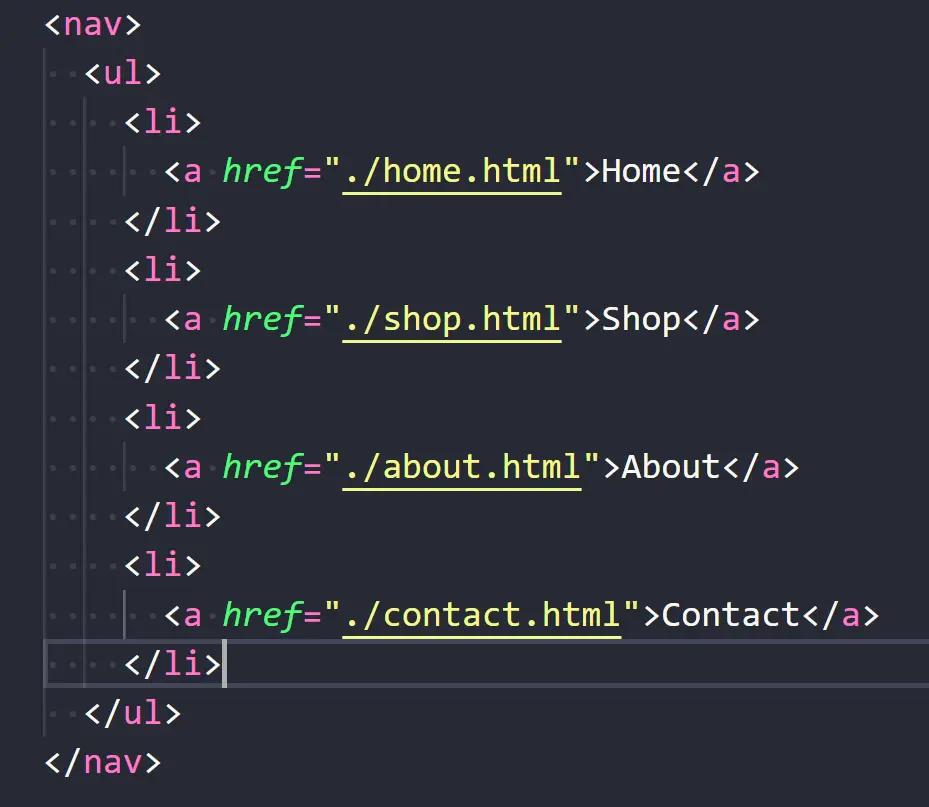 <nav>
  <ul>
    <li>
      <a href="./home.html">Home</a>
    </li>
    <li>
      <a href="./shop.html">Shop</a>
    </li>
    <li>
      <a href="./about.html">About</a>
    </li>
    <li>
      <a href="./contact.html">Contact</a>
    </li>
  </ul>
</nav>